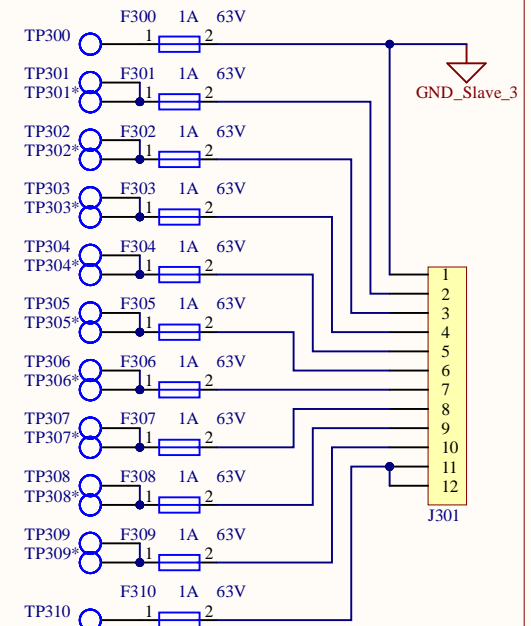 F300 1A 63V
TP300 1 2
GND_Slave_3
TP301 F301 1A 63V
TP301* 1 2
TP302 F302 1A 63V
TP302* 1 2
TP303 F303 1A 63V
TP303* 1 2
TP304 F304 1A 63V
TP304* 1 2
1
2
TP305 F305 1A 63V
3
TP305* 1 2
4
5
TP306 F306 1A 63V
6
TP306* 1 2
7
8
TP307 F307 1A 63V
9
TP307* 1 2
10
11
TP308 F308 1A 63V
12
TP308* 1 2
J301
TP309 F309 1A 63V
TP309* 1 2
F310 1A 63V
TP310 1 2